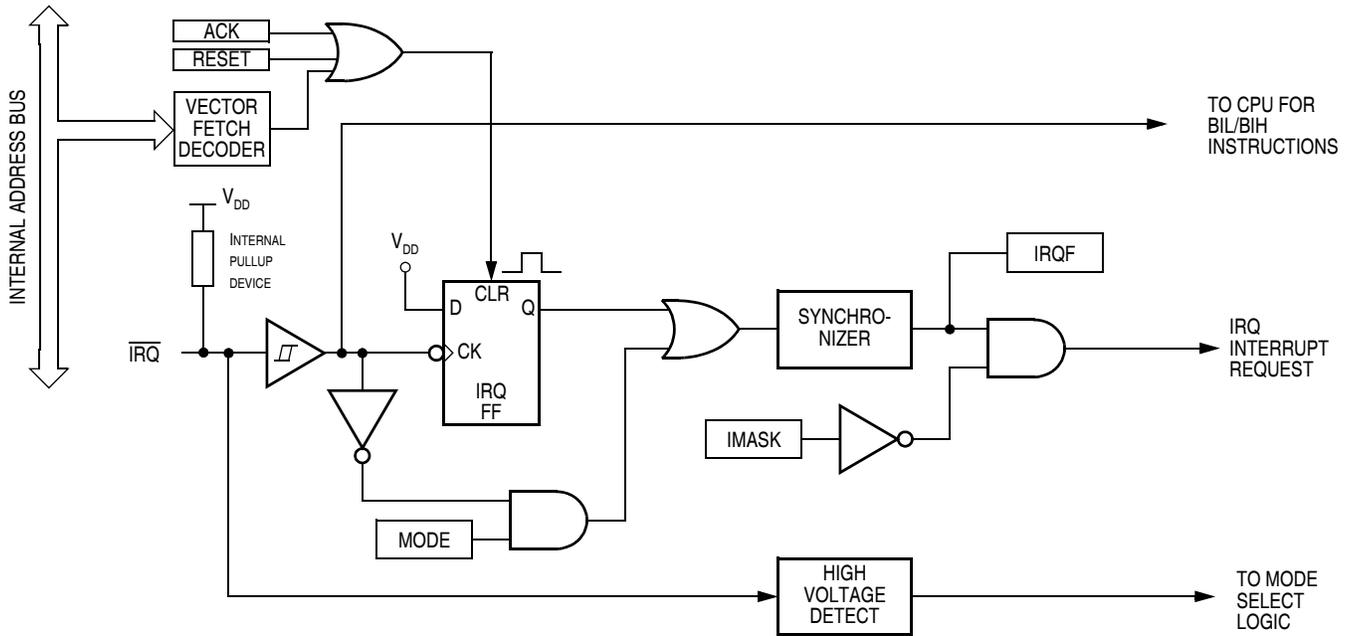 INTERNAL ADDRESS BUS
ACK
RESET
VECTOR
FETCH
DECODER
TO CPU FOR
BIL/BIH
INSTRUCTIONS
VDD
INTERNAL
PULLUP
DEVICE
VDD
CLR
D
Q
CK
IRQ
FF
IRQ
SYNCHRO-
NIZER
IRQF
IRQ
INTERRUPT
REQUEST
IMASK
MODE
HIGH
VOLTAGE
DETECT
TO MODE
SELECT
LOGIC